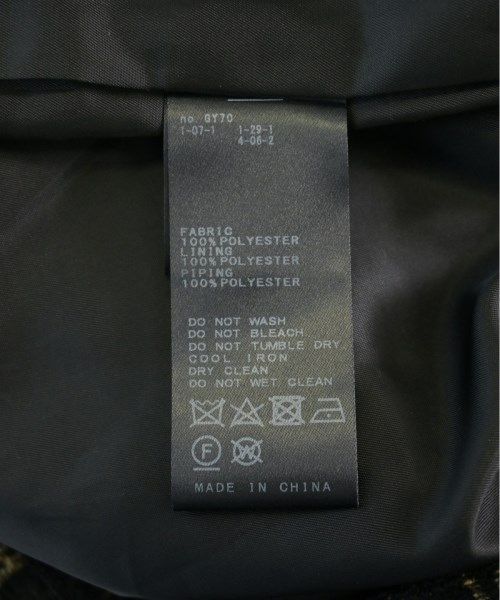 no. GY70
1-07-1 1-29-1
4-06-2
FABRIC
100%POLYESTER
LINING
100%POLYESTER
PIPING
100%POLYESTER
DO NOT WASH
DO NOT BLEACH
DO NOT TUMBLE DRY
COOL IRON
DRY CLEAN
DO NOT WET CLEAN
F W
MADE IN CHINA